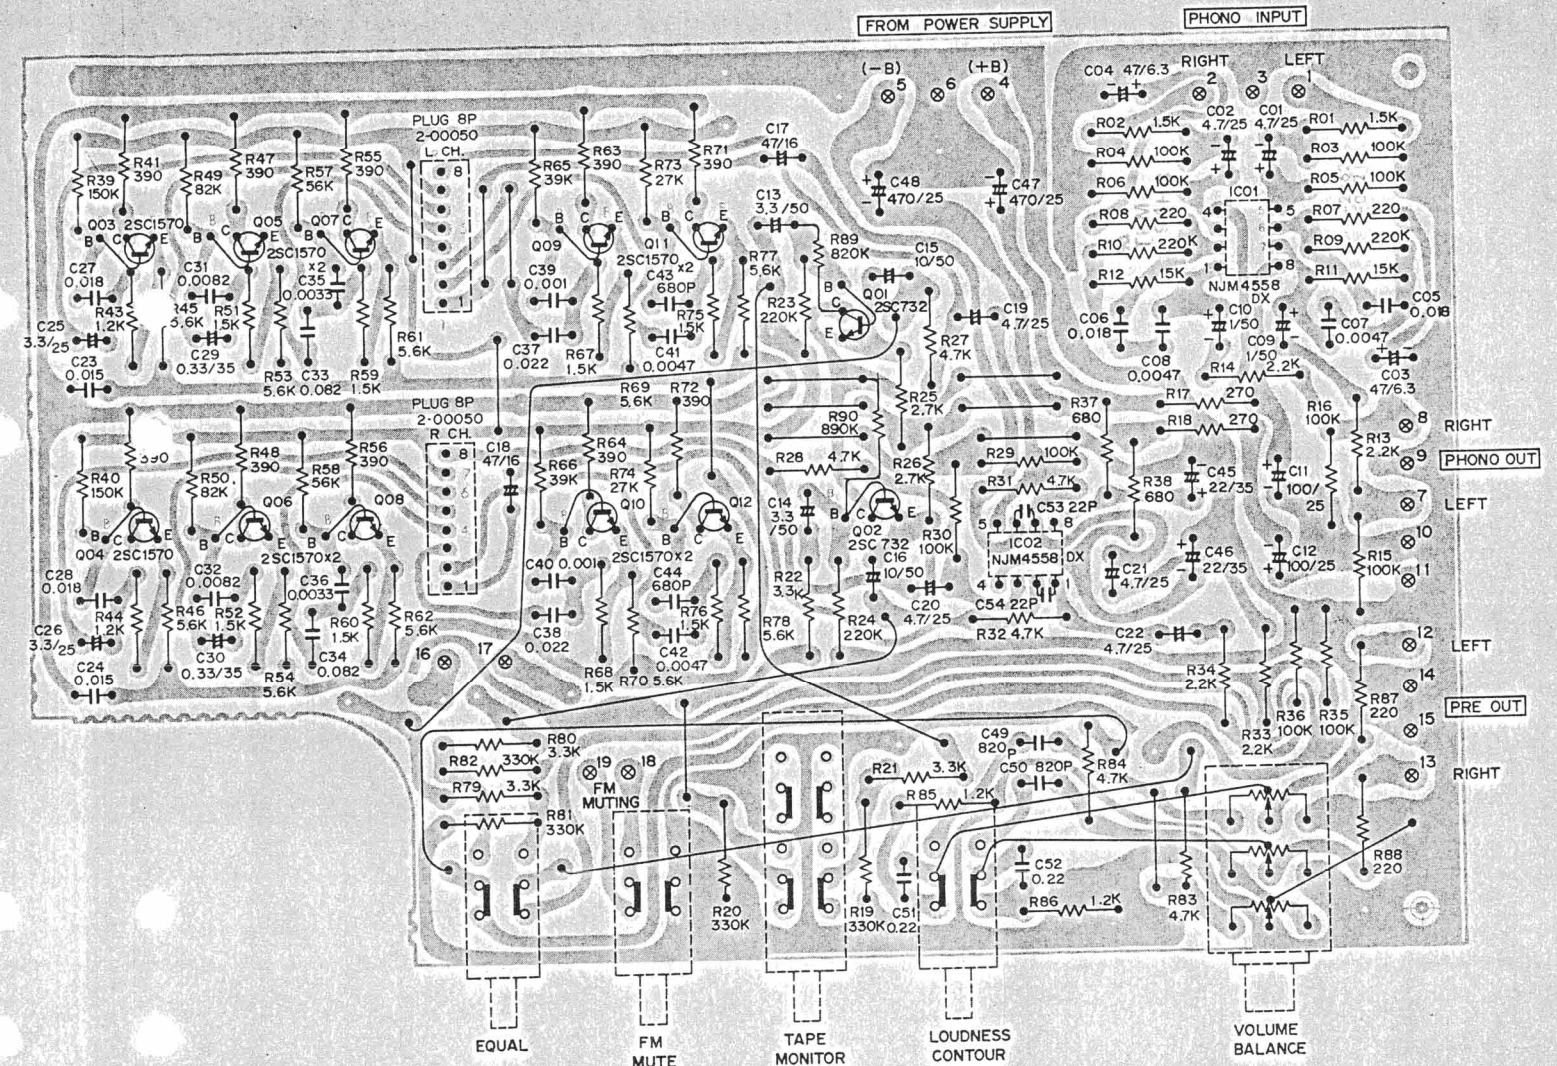 FROM POWER SUPPLY
PHONO INPUT
(-B)
5
6
(+B)
4
C04 47/6.3
RIGHT
2
3
LEFT
1
C02
4.7/25
C01
4.7/25
R02 1.5K
R04 100K
R06 100K
R08 220
R10 220K
R12 15K
R01 1.5K
R03 100K
R05 100K
R07 220
R09 220K
R11 15K
IC01
4
5
6
7
1
8
NJM4558
DX
C06
0.018
C08
0.0047
C10
1/50
C09
1/50
C07
0.0047
C05
0.018
C03
47/6.3
R14 2.2K
R17 270
R18 270
R16
100K
R13
2.2K
8
RIGHT
9
PHONO OUT
7
LEFT
10
11
R15
100K
C45
22/35
C11
100/
25
C46
22/35
C12
100/25
R37
680
R38
680
C21
4.7/25
C22
4.7/25
R34
2.2K
R33
2.2K
R36
100K
R35
100K
R87
220
12
LEFT
14
PRE OUT
15
13
RIGHT
R88
220
R41
390
R39
150K
R49
82K
R47
390
R57
56K
R55
390
PLUG 8P
2-00050
L. CH.
8
1
R65
39K
R63
390
R73
27K
R71
390
C17
47/16
C48
470/25
C47
470/25
C13
3.3/50
R89
820K
C15
10/50
Q03 2SC1570
B C E
Q05
B C E
2SC1570
X2
Q07
B C E
Q09
B C E
Q11
B C E
2SC1570 X2
C27
0.018
R43
1.2K
C25
3.3/25
C23
0.015
C31
0.0082
R45
5.6K
R51
1.5K
C29
0.33/35
R53
5.6K
C35
0.0033
C33
0.082
R59
1.5K
R61
5.6K
C39
0.001
C37
0.022
R67
1.5K
C43
680P
R75
1.5K
C41
0.0047
R77
5.6K
R23
220K
Q01
2SC732
B
C
E
R27
4.7K
C19
4.7/25
R69
5.6K
R72
390
R25
2.7K
R90
890K
R28 4.7K
R26
2.7K
R29 100K
R31 4.7K
C53 22P
5
8
IC02
NJM4558 DX
4
1
C54 22P
R32 4.7K
R30
100K
C14
3.3
/50
B C E
Q02
2SC732
C16
10/50
C20
4.7/25
R22
3.3K
R24
220K
R78
5.6K
PLUG 8P
2-00050
R. CH.
8
7
6
4
1
C18
47/16
390
R40
150K
R50
82K
R48
390
R58
56K
R56
390
R66
39K
R64
390
R74
27K
Q04 2SC1570
B C E
Q06
B C E
Q08
B C E
2SC1570X2
Q10
B C E
Q12
B C E
2SC1570X2
C28
0.018
R44
1.2K
C26
3.3/25
C24
0.015
R46
5.6K
C32
0.0082
R52
1.5K
C30
0.33/35
R54
5.6K
C36
0.0033
R60
1.5K
C34
0.082
R62
5.6K
C40 0.001
C38
0.022
R68
1.5K
R70 5.6K
C44
680P
R76
1.5K
C42
0.0047
16
17
R80
3.3K
R82 330K
R79 3.3K
R81
330K
19
18
FM
MUTING
R20
330K
R21 3.3K
R85 1.2K
R19
330K
C51
0.22
C49
820
P
C50 820P
R84
4.7K
C52
0.22
R86 1.2K
R83
4.7K
EQUAL
FM
MUTE
TAPE
MONITOR
LOUDNESS
CONTOUR
VOLUME
BALANCE